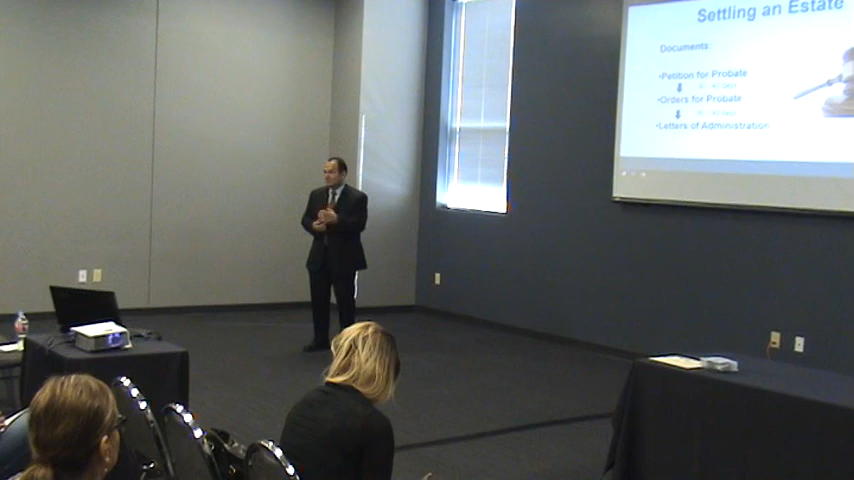 Settling an Estate
Documents:
•Petition for Probate
•Orders for Probate
•Letters of Administration